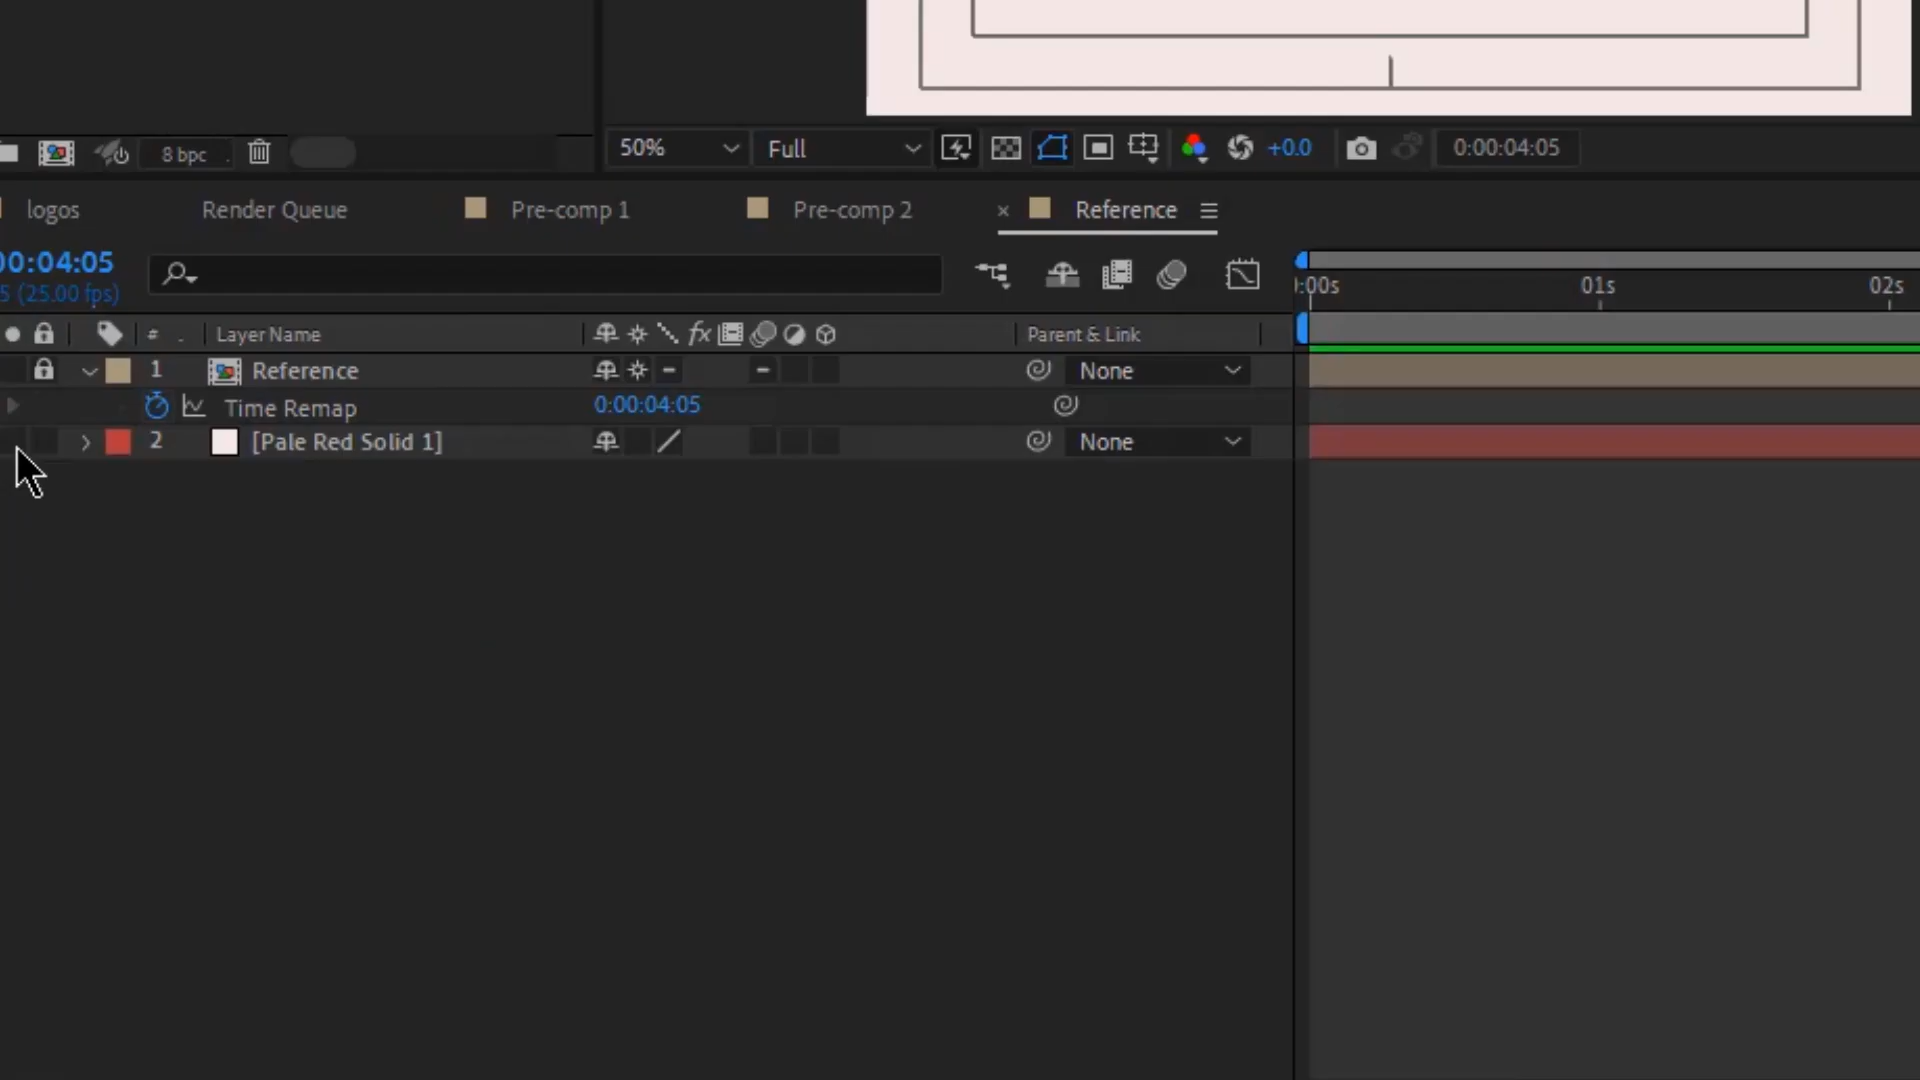 8 bpc
50%
Full
+0.0
0:00:04:05
logos
Render Queue
Pre-comp 1
Pre-comp 2
× Reference
00:04:05
5 (25.00 fps)
:00s
01s
02s
# . Layer Name
fx
Parent & Link
1 Reference
None
Time Remap
0:00:04:05
2 [Pale Red Solid 1]
None